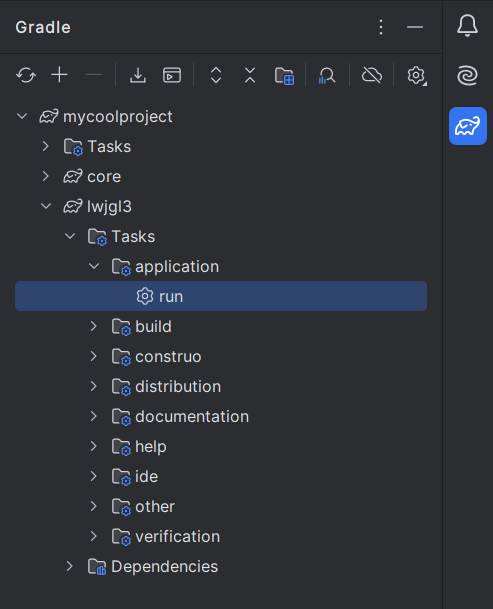 Gradle
mycoolproject
Tasks
core
lwjgl3
Tasks
application
run
build
construo
distribution
documentation
help
ide
other
verification
Dependencies